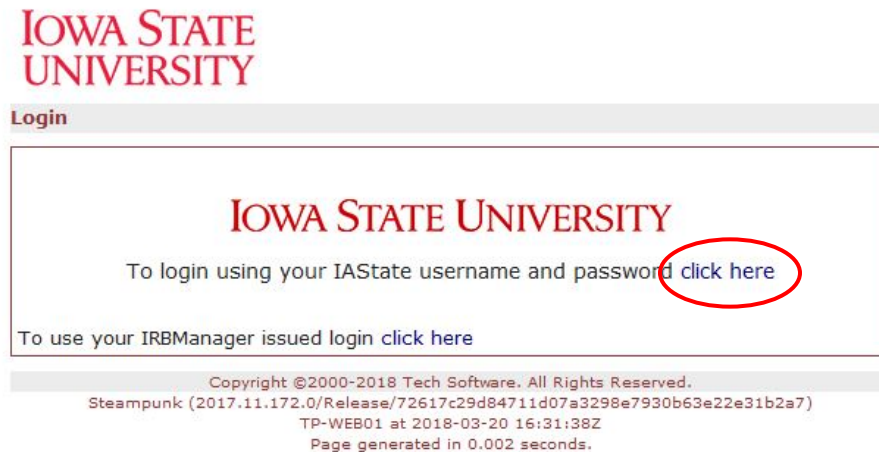 IOWA STATE
UNIVERSITY
Login
IOWA STATE UNIVERSITY
To login using your IAState username and password click here
To use your IRBManager issued login click here
Copyright ©2000-2018 Tech Software. All Rights Reserved.
Steampunk (2017.11.172.0/Release/72617c29d84711d07a3298e7930b63e22e31b2a7)
TP-WEB01 at 2018-03-20 16:31:38Z
Page generated in 0.002 seconds.